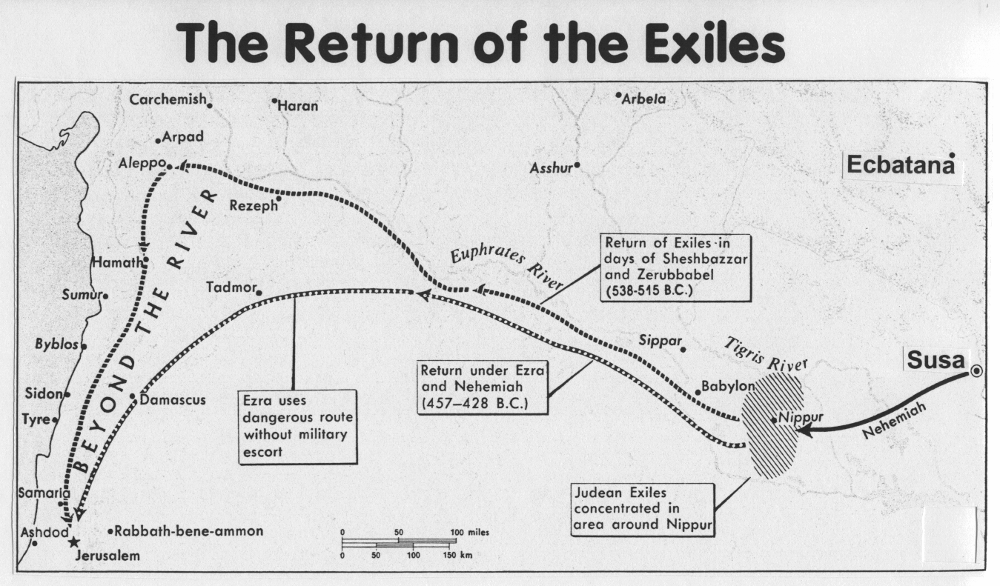 The Return of the Exiles
Carchemish
Haran
Arbela
Arpad
Aleppo
Asshur
Ecbatana
Rezeph
BEYOND THE RIVER
Hamath
Euphrates River
Return of Exiles in
days of Sheshbazzar
and Zerubbabel
(538-515 B.C.)
Tadmor
Sumur
Byblos
Sippar
Tigris River
Susa
Sidon
Damascus
Tyre
Ezra uses
dangerous route
without military
escort
Return under Ezra
and Nehemiah
(457–428 B.C.)
Babylon
Nippur
Nehemiah
Samaria
Judean Exiles
concentrated in
area around Nippur
Ashdod
Rabbath-bene-ammon
Jerusalem
0 50 100 miles
0 50 100 150 km